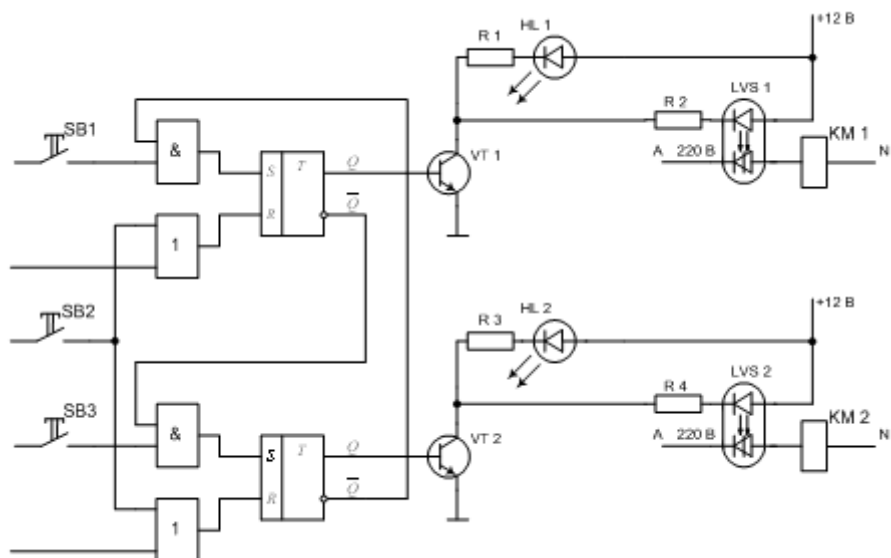 HL 1
+12 В
R 1
LVS 1
R 2
SB1
KM 1
&
A 220 В
N
S T Q
VT 1
Q
R
1
SB2
HL 2
+12 В
R 3
LVS 2
R 4
SB3
KM 2
&
A 220 В
N
S T Q
VT 2
Q
R
1